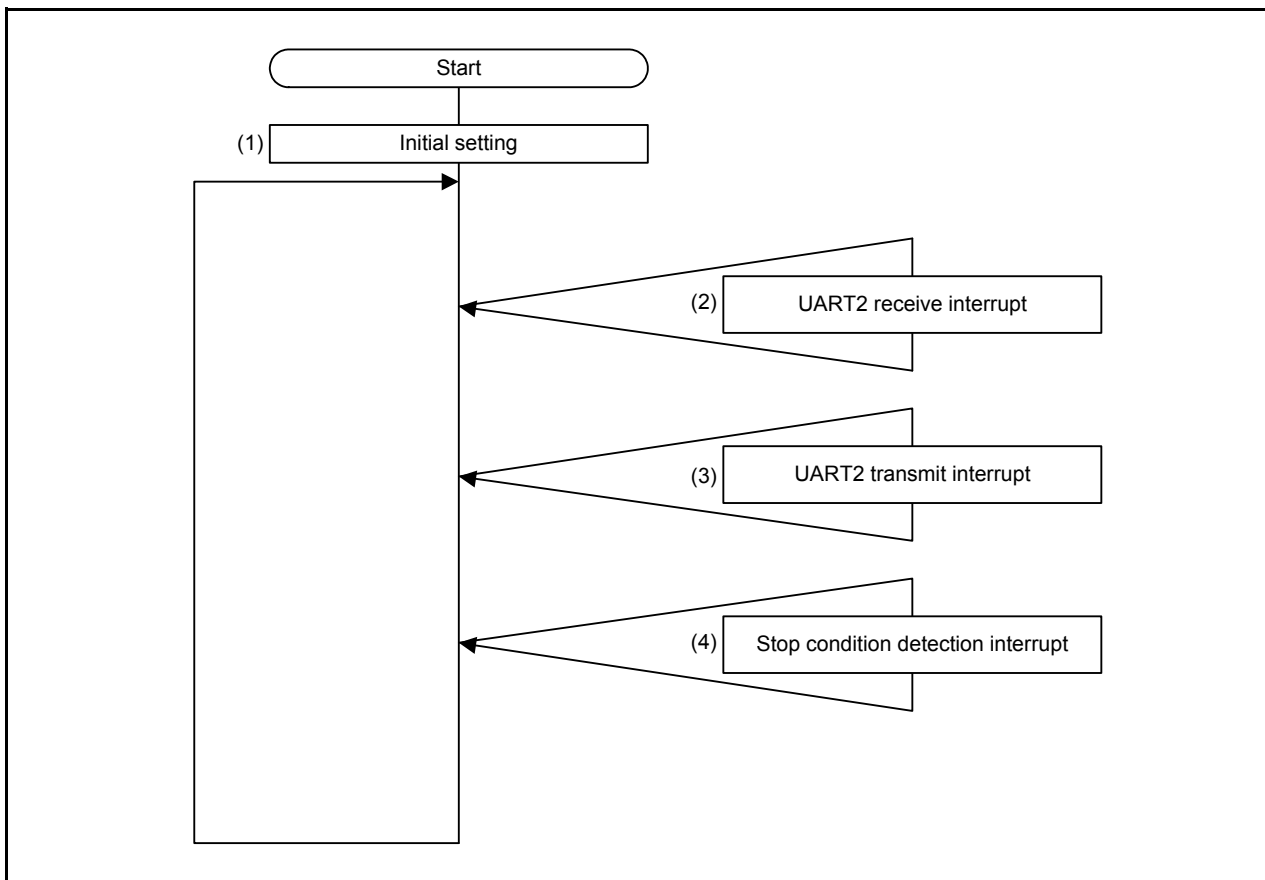 Start
(1) Initial setting
(2) UART2 receive interrupt
(3) UART2 transmit interrupt
(4) Stop condition detection interrupt